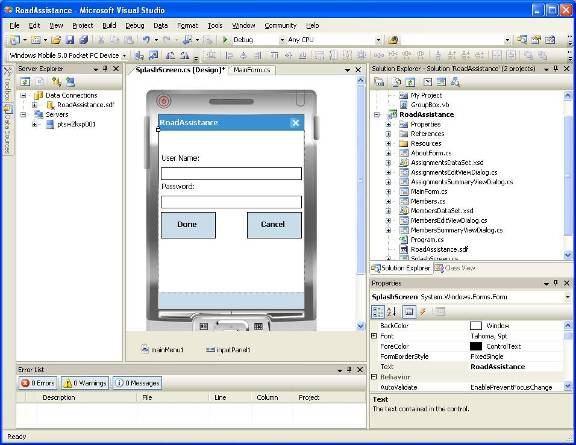 RoadAssistance - Microsoft Visual Studio
File Edit View Project Build Debug Data Format Tools Window Community Help
Debug Any CPU
Windows Mobile 5.0 Pocket PC Device
Server Explorer
Data Connections
RoadAssistance.sdf
Servers
Toolbox
Data Sources
SplashScreen.cs [Design]* MainForm.cs
RoadAssistance
User Name:
Password:
Done Cancel
mainMenu1 inputPanel1
Solution Explorer - Solution 'RoadAssistance' (2 projects)
My Project
GroupBox.vb
RoadAssistance
Properties
References
Resources
AboutForm.cs
AssignmentsDataSet.xsd
AssignmentsEditViewDialog.cs
AssignmentsSummaryViewDialog.cs
MainForm.cs
Members.cs
MembersDataSet.xsd
MembersEditViewDialog.cs
MembersSummaryViewDialog.cs
Program.cs
RoadAssistance.sdf
SplashScreen.cs
Solution Explorer Class View
Properties
SplashScreen System.Windows.Forms.Form
BackColor Window
Font Tahoma, 9pt
ForeColor ControlText
FormBorderStyle FixedSingle
Text RoadAssistance
Behavior
AutoValidate EnablePreventFocusChange
Text
The text contained in the control.
Error List
0 Errors 0 Warnings 0 Messages
Description File Line Column Project
Ready